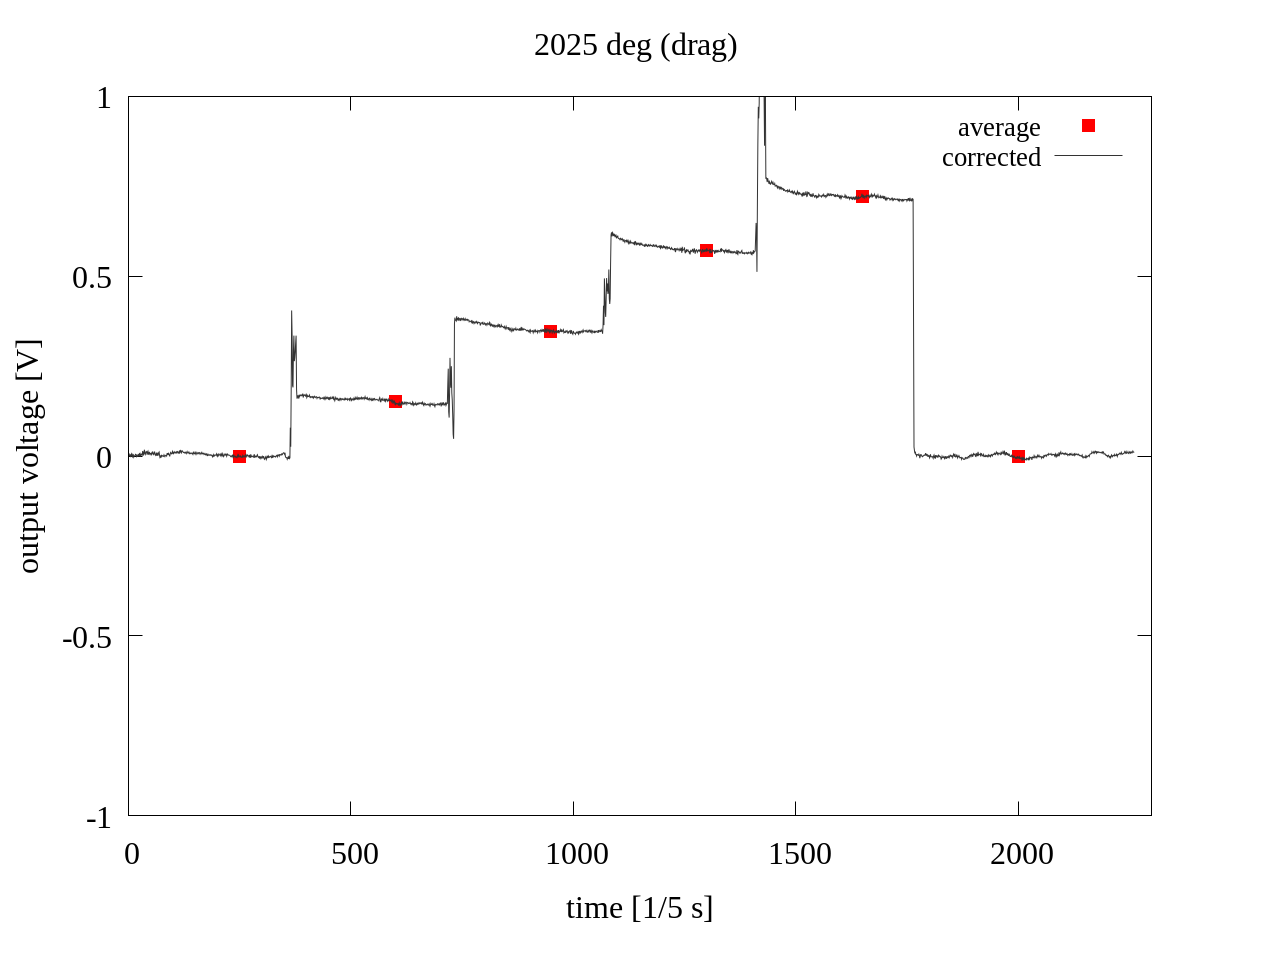 2025 deg (drag)
average
corrected
1
0.5
0
-0.5
-1
output voltage [V]
0 500 1000 1500 2000
time [1/5 s]